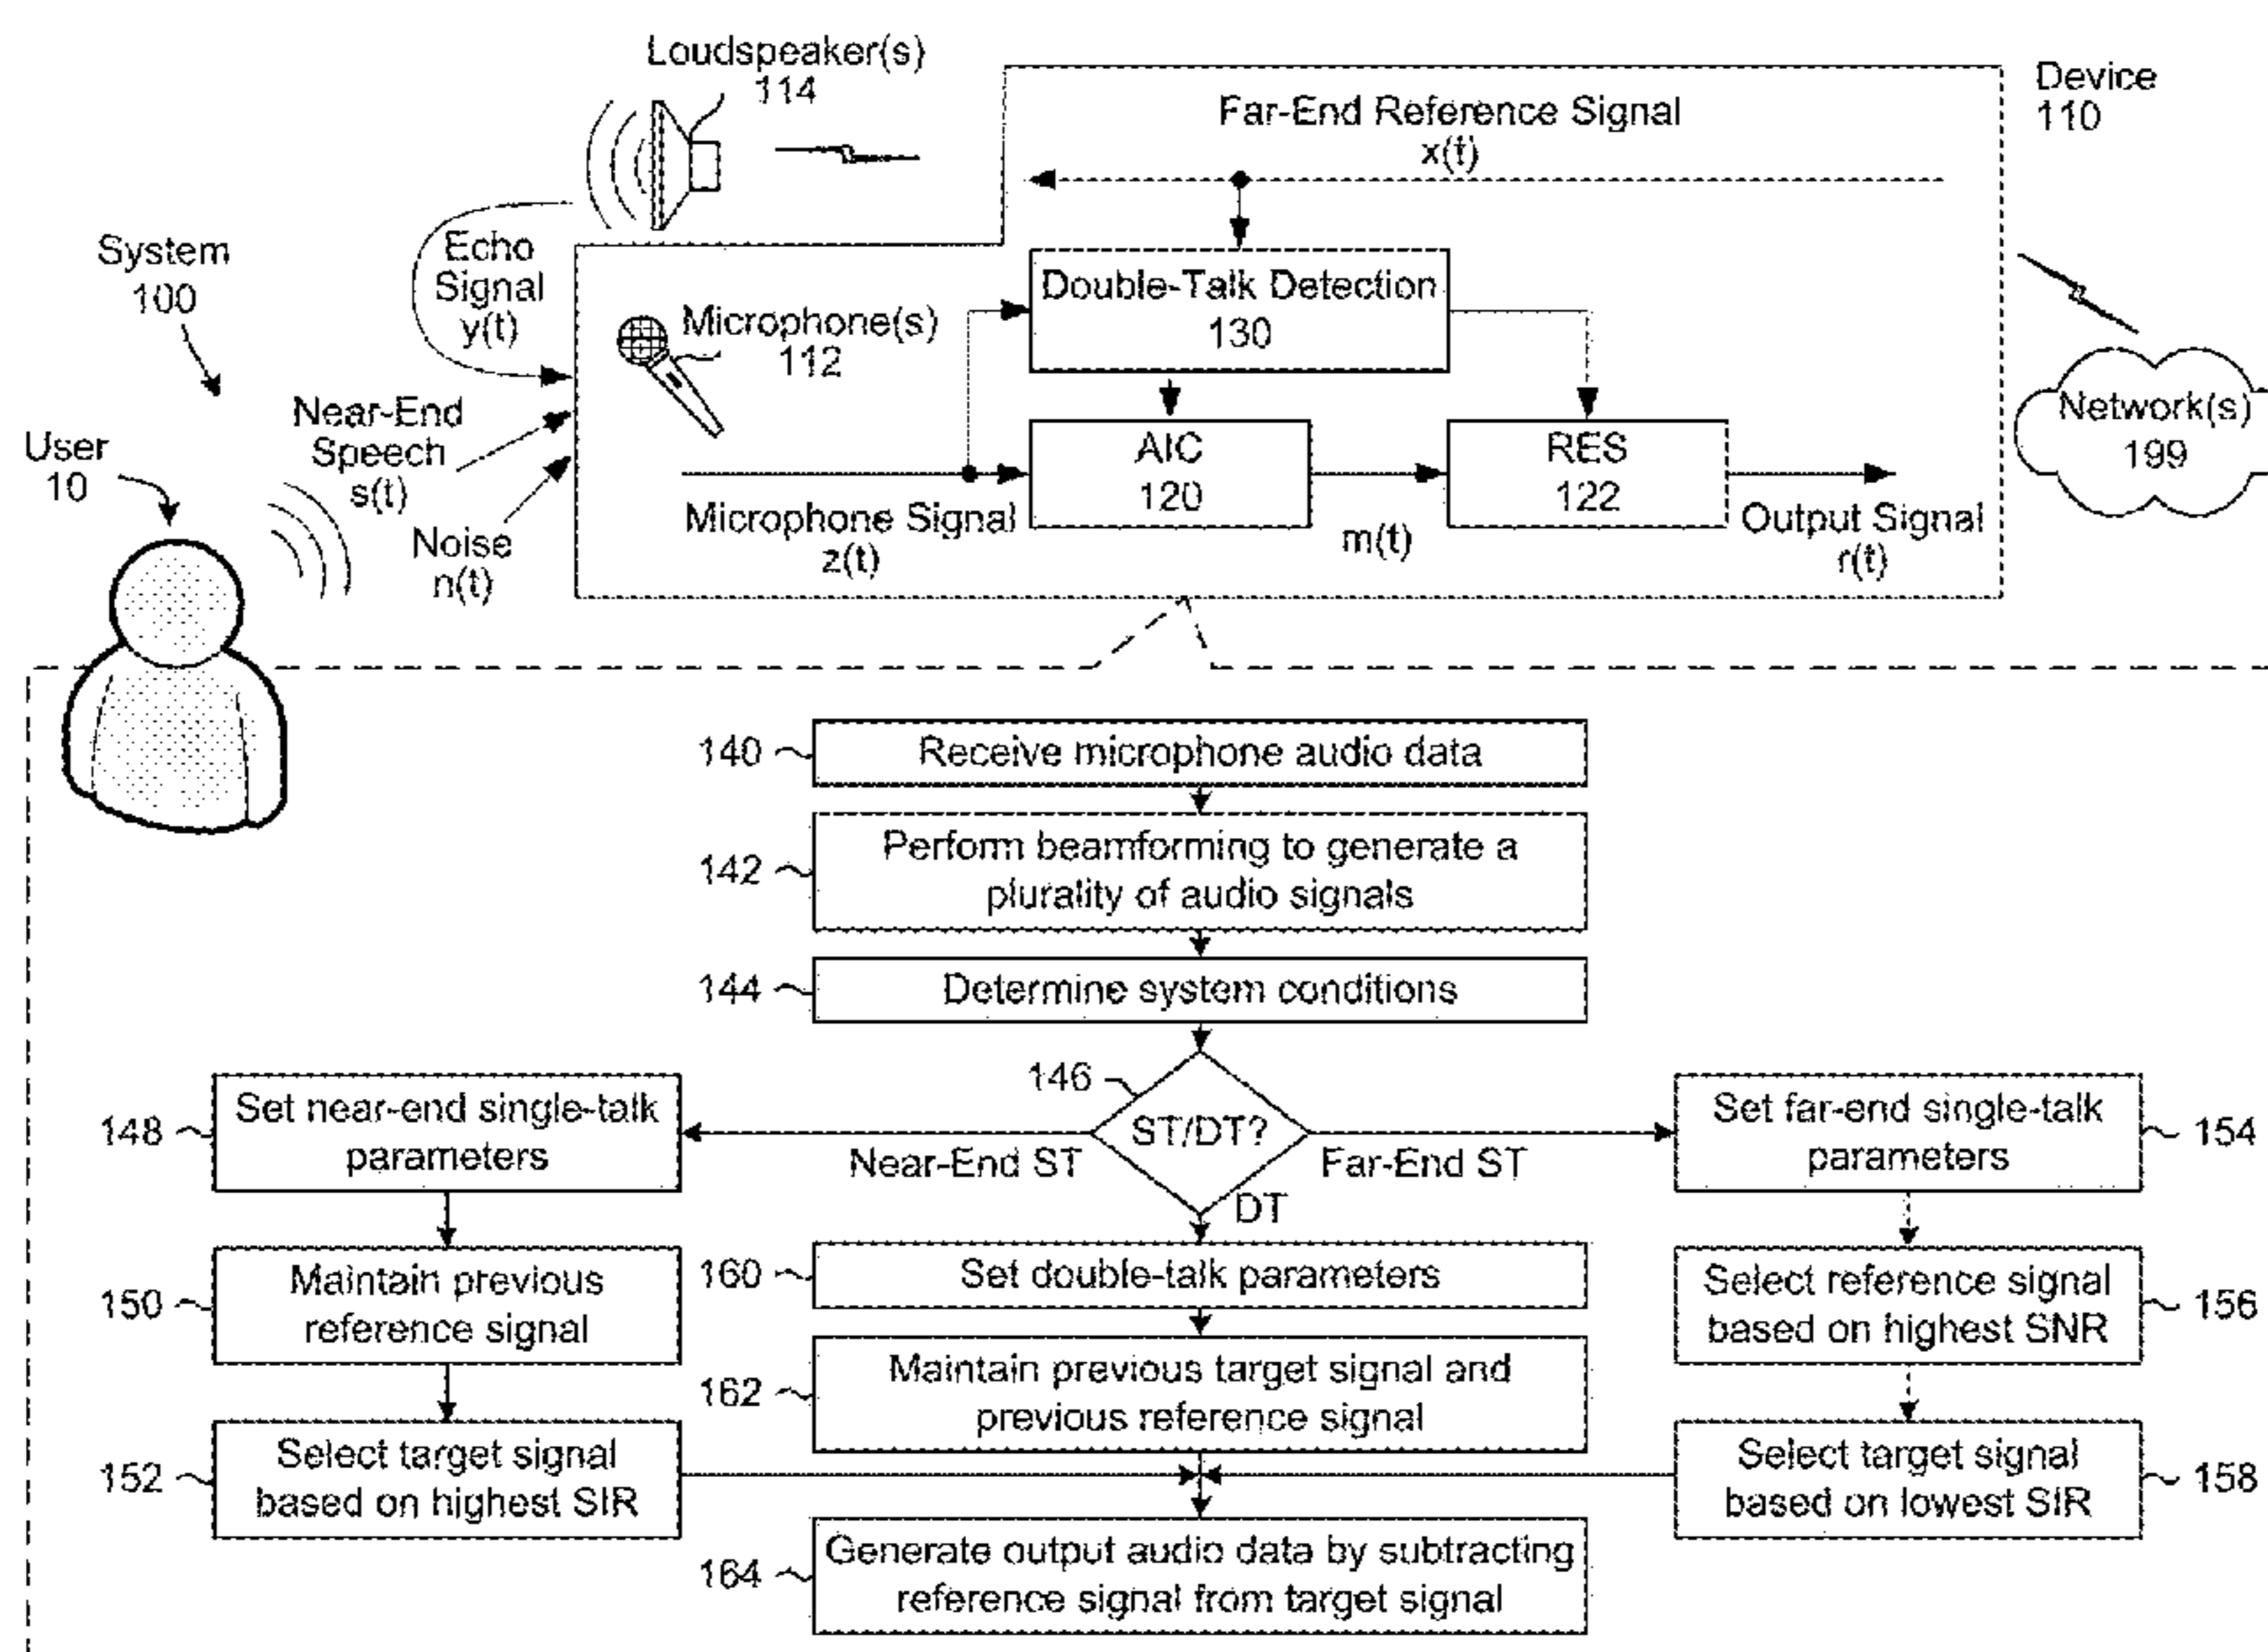 Loudspeaker(s)
114
Device
110
Far-End Reference Signal
x(t)
System
100
Echo
Signal
y(t)
Microphone(s)
112
Double-Talk Detection
130
Near-End
Speech
s(t)
User
10
Noise
n(t)
Microphone Signal
z(t)
AIC
120
m(t)
RES
122
Output Signal
r(t)
Network(s)
199
140
Receive microphone audio data
142
Perform beamforming to generate a
plurality of audio signals
144
Determine system conditions
146
ST/DT?
Near-End ST
Far-End ST
DT
148
Set near-end single-talk
parameters
150
Maintain previous
reference signal
152
Select target signal
based on highest SIR
160
Set double-talk parameters
162
Maintain previous target signal and
previous reference signal
Set far-end single-talk
parameters
154
Select reference signal
based on highest SNR
156
Select target signal
based on lowest SIR
158
164
Generate output audio data by subtracting
reference signal from target signal